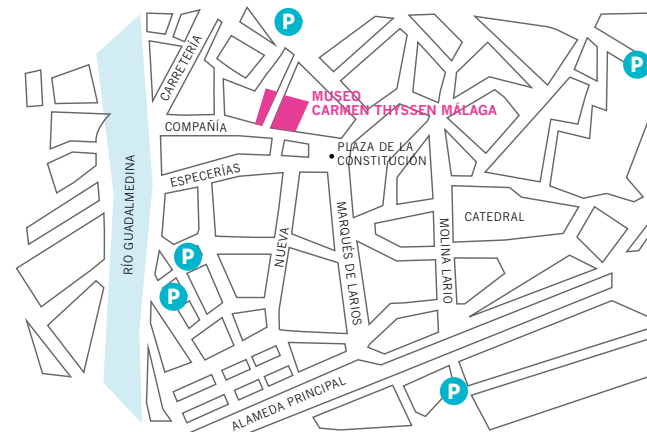 P
P
CARRETERÍA
MUSEO
CARMEN THYSSEN MÁLAGA
COMPAÑÍA
PLAZA DE LA
CONSTITUCIÓN
ESPECERÍAS
RÍO GUADALMEDINA
NUEVA
MARQUÉS DE LARIOS
MOLINA LARIO
CATEDRAL
P
P
ALAMEDA PRINCIPAL
P